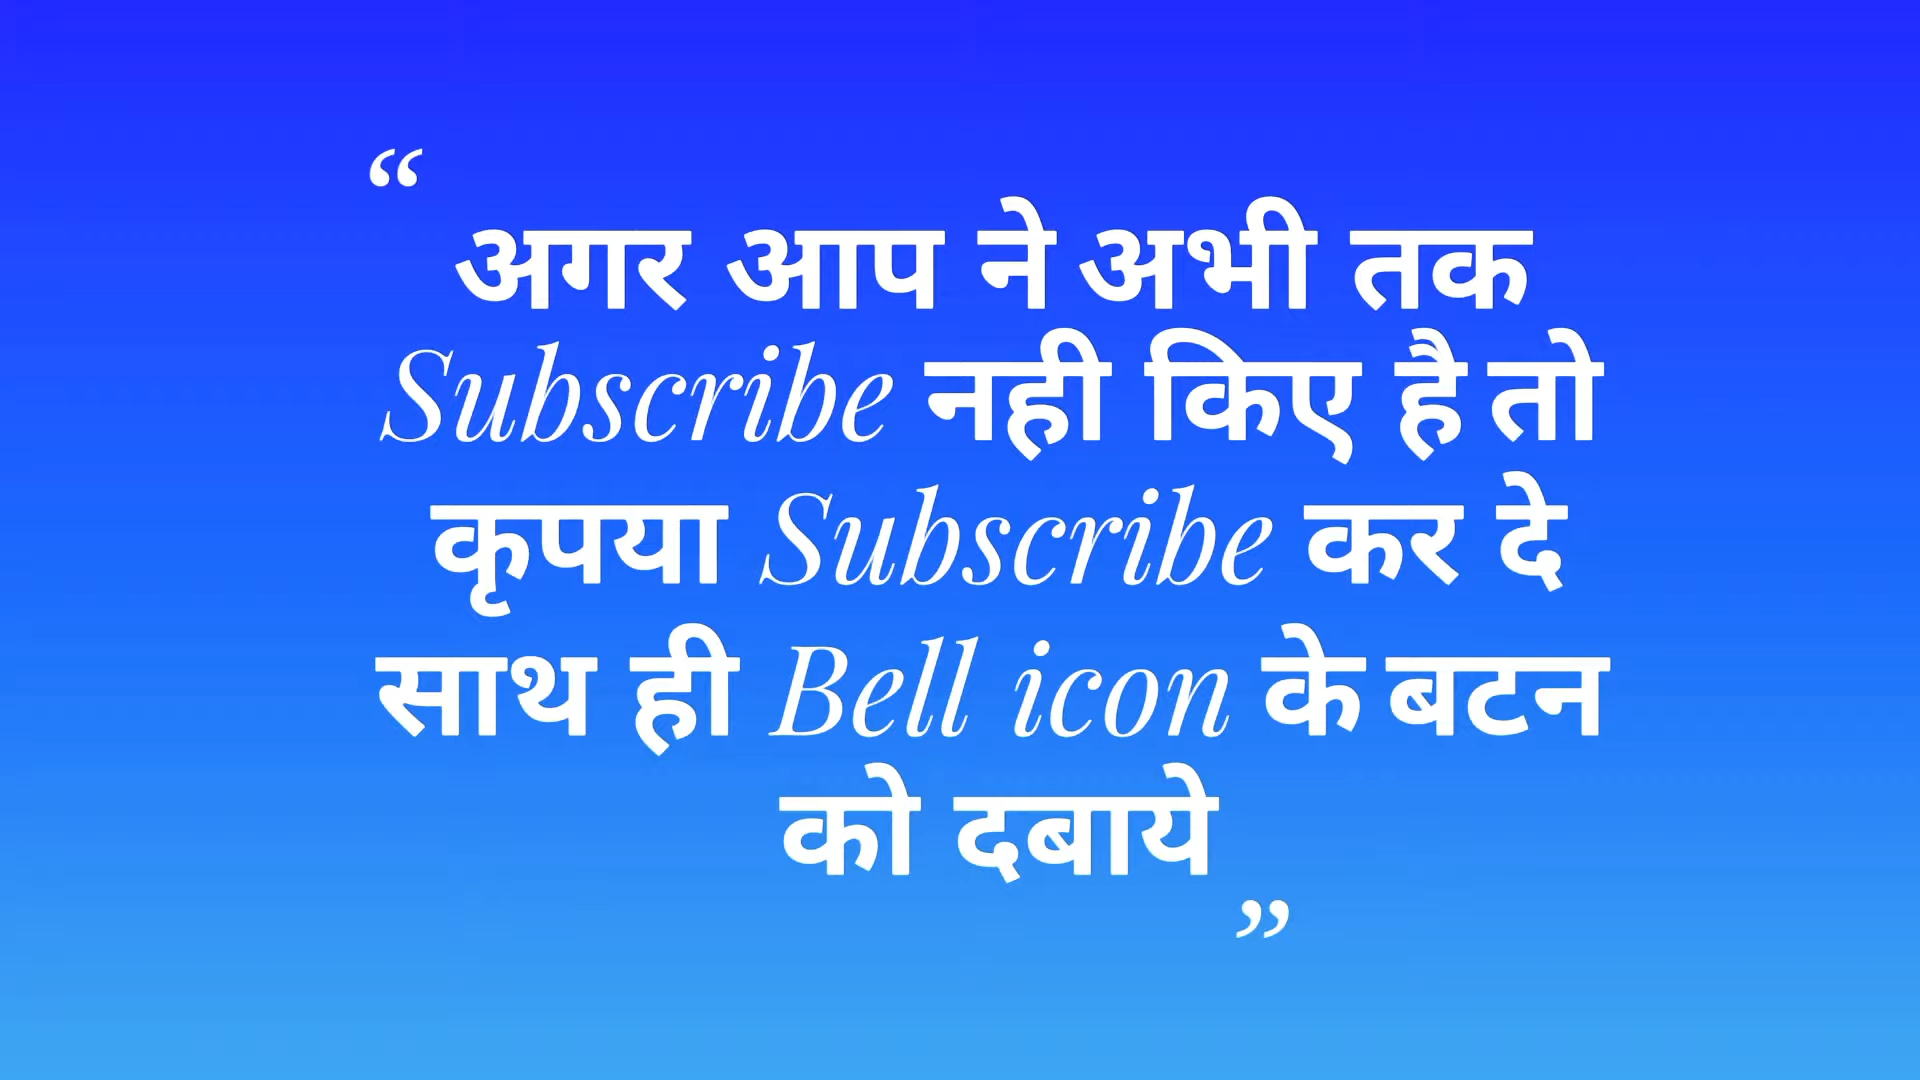 “
अगर आप ने अभी तक
Subscribe नही किए है तो
कृपया Subscribe कर दे
साथ ही Bell icon के बटन
को दबाये
”